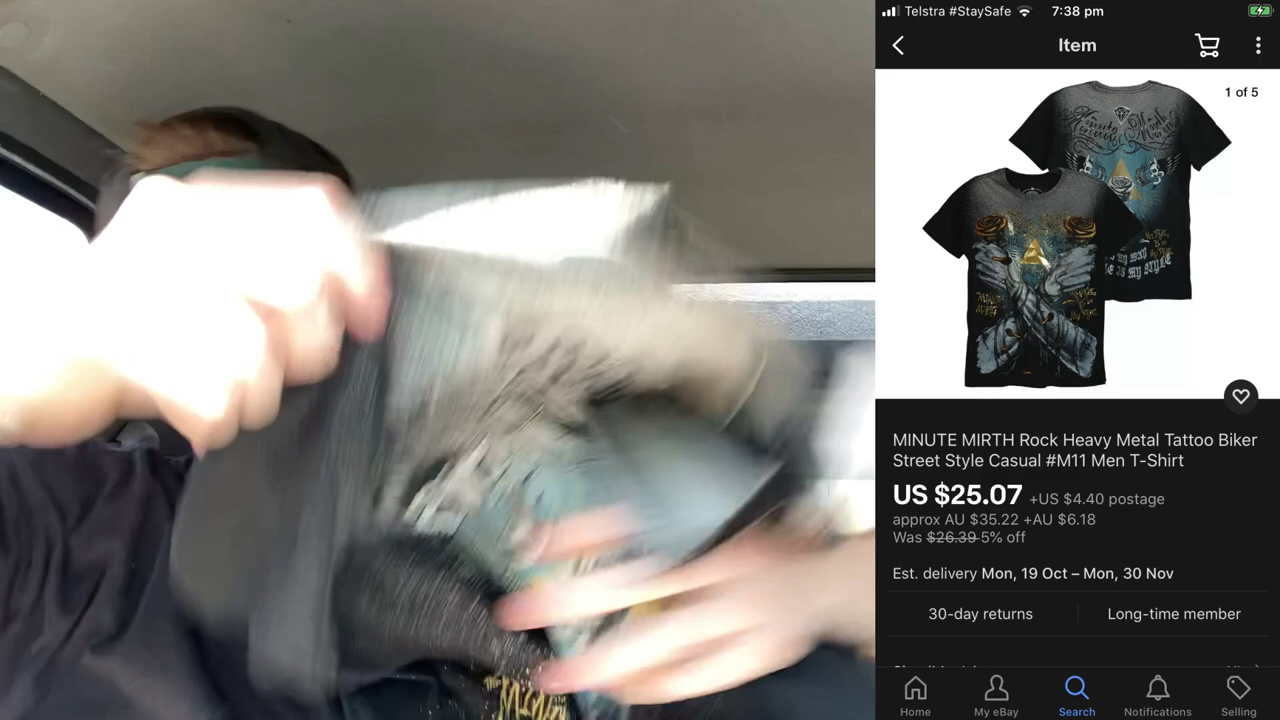 Telstra #StaySafe 7:38 pm
Item
1 of 5
MINUTE MIRTH Rock Heavy Metal Tattoo Biker
Street Style Casual #M11 Men T-Shirt
US $25.07 +US $4.40 postage
approx AU $35.22 +AU $6.18
Was $26.39 5% off
Est. delivery Mon, 19 Oct – Mon, 30 Nov
30-day returns Long-time member
Home My eBay Search Notifications Selling